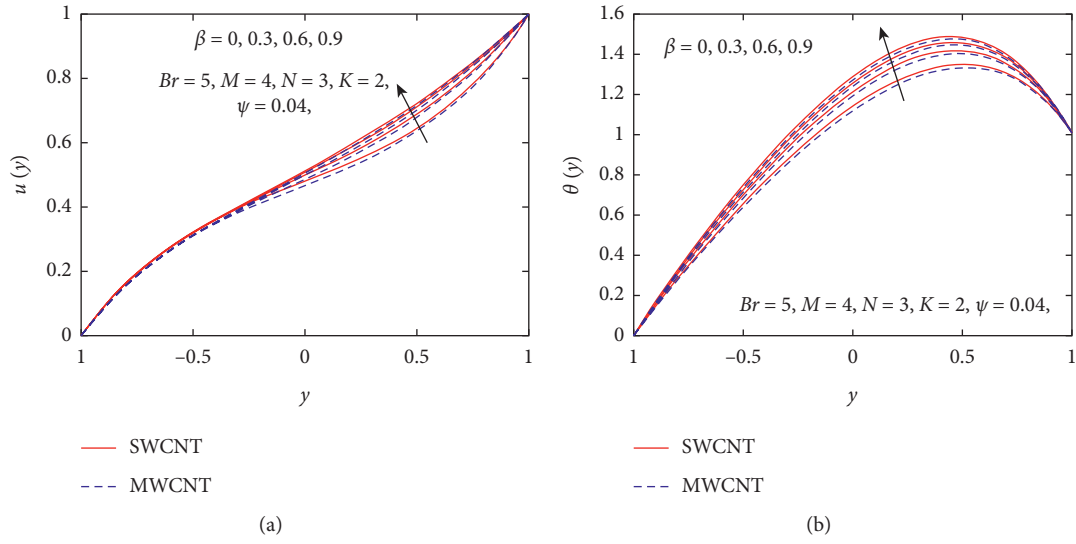 β = 0, 0.3, 0.6, 0.9
Br = 5, M = 4, N = 3, K = 2,
ψ = 0.04,
u (y)
1.0
0.8
0.6
0.4
0.2
0
1
−0.5
0
0.5
1
y
SWCNT
MWCNT
(a)
β = 0, 0.3, 0.6, 0.9
Br = 5, M = 4, N = 3, K = 2, ψ = 0.04,
θ (y)
1.6
1.4
1.2
1
0.8
0.6
0.4
0.2
0
1
−0.5
0
0.5
1
y
SWCNT
MWCNT
(b)